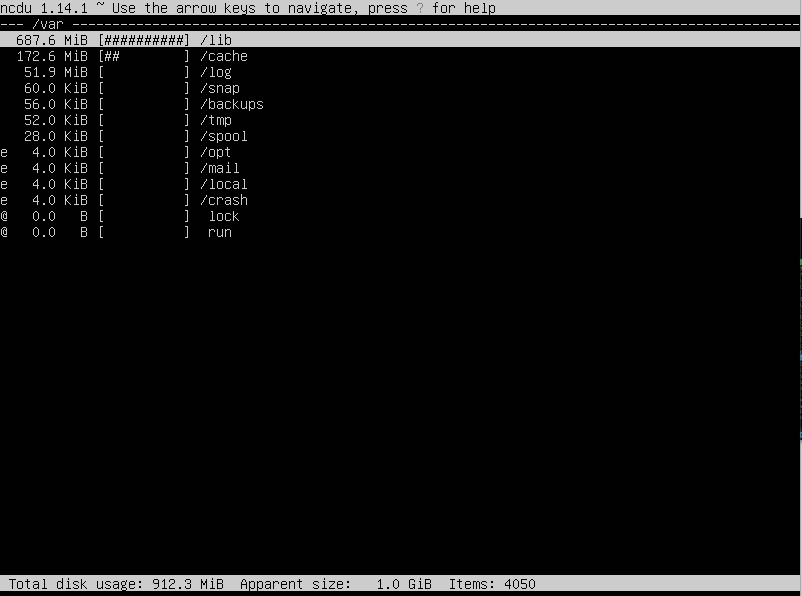 ncdu 1.14.1 ~ Use the arrow keys to navigate, press ? for help
--- /var ----------------------------------------------------------------------------
  687.6 MiB [##########] /lib
  172.6 MiB [##        ] /cache
   51.9 MiB [          ] /log
   60.0 KiB [          ] /snap
   56.0 KiB [          ] /backups
   52.0 KiB [          ] /tmp
   28.0 KiB [          ] /spool
e   4.0 KiB [          ] /opt
e   4.0 KiB [          ] /mail
e   4.0 KiB [          ] /local
e   4.0 KiB [          ] /crash
@   0.0   B [          ]  lock
@   0.0   B [          ]  run
Total disk usage: 912.3 MiB  Apparent size:   1.0 GiB  Items: 4050